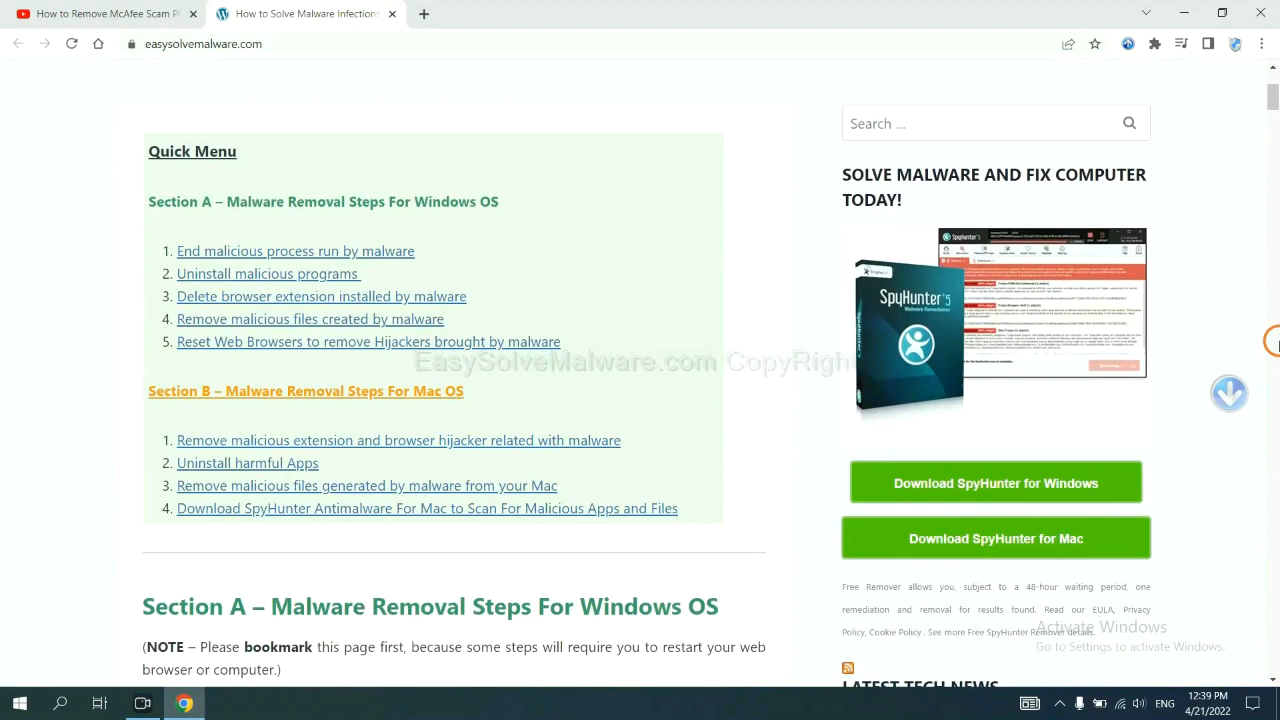 How to Remove PC Scam Malware
How to Solve Malware Infections
easysolvemalware.com
Search …
Quick Menu
SOLVE MALWARE AND FIX COMPUTER
TODAY!
Section A – Malware Removal Steps For Windows OS
1. End malicious process run by malware
2. Uninstall malicious programs
3. Delete browser extension installed by malware
4. Remove malicious files created by malware
5. Reset Web Browsers to remove Hijackers brought by malware
SpyHunter 5
Malware Remediation
Section B – Malware Removal Steps For Mac OS
1. Remove malicious extension and browser hijacker related with malware
2. Uninstall harmful Apps
3. Remove malicious files generated by malware from your Mac
4. Download SpyHunter Antimalware For Mac to Scan For Malicious Apps and Files
Download SpyHunter for Windows
Download SpyHunter for Mac
Free Remover allows you, subject to a 48-hour waiting period, one
remediation and removal for results found. Read our EULA, Privacy
Policy, Cookie Policy . See more Free SpyHunter Remover details.
Section A – Malware Removal Steps For Windows OS
(NOTE – Please bookmark this page first, because some steps will require you to restart your web
browser or computer.)
Activate Windows
Go to Settings to activate Windows.
LATEST TECH NEWS
ENG
12:39 PM
4/21/2022